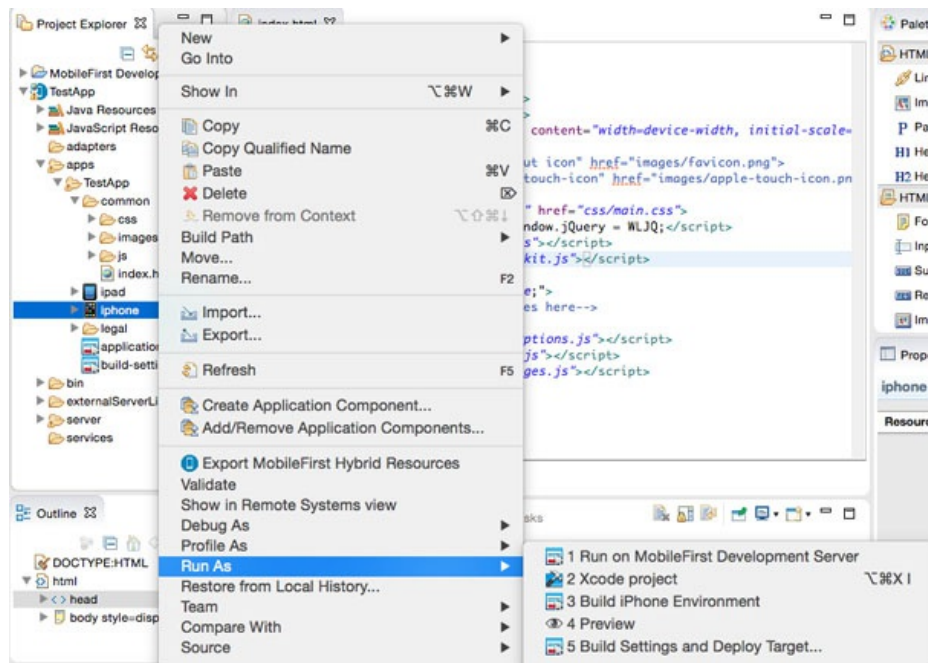 Project Explorer
MobileFirst Develop
TestApp
Java Resources
JavaScript Reso
adapters
apps
TestApp
common
css
images
js
index.h
ipad
iphone
legal
application
build-setti
bin
externalServerLi
server
services
Outline
DOCTYPE:HTML
html
head
body style=disp
New
Go Into
Show In ⌥⌘W
Copy ⌘C
Copy Qualified Name
Paste ⌘V
Delete ⌦
Remove from Context ⌥⇧⌘↓
Build Path
Move...
Rename... F2
Import...
Export...
Refresh F5
Create Application Component...
Add/Remove Application Components...
Export MobileFirst Hybrid Resources
Validate
Show in Remote Systems view
Debug As
Profile As
Run As
Restore from Local History...
Team
Compare With
Source
1 Run on MobileFirst Development Server
2 Xcode project ⌥⌘X I
3 Build iPhone Environment
4 Preview
5 Build Settings and Deploy Target...
index.html
>
>
content="width=device-width, initial-scale=
ut icon" href="images/favicon.png">
touch-icon" href="images/apple-touch-icon.pn
" href="css/main.css">
ndow.jQuery = WLJQ;</script>
s"></script>
kit.js"></script>
e;">
es here-->
ptions.js"></script>
js"></script>
ges.js"></script>
sks
Palet
HTMl
Lin
Im
P Pa
H1 He
H2 He
HTMl
Fo
Inp
Su
Re
Im
Prop
iphone
Resour